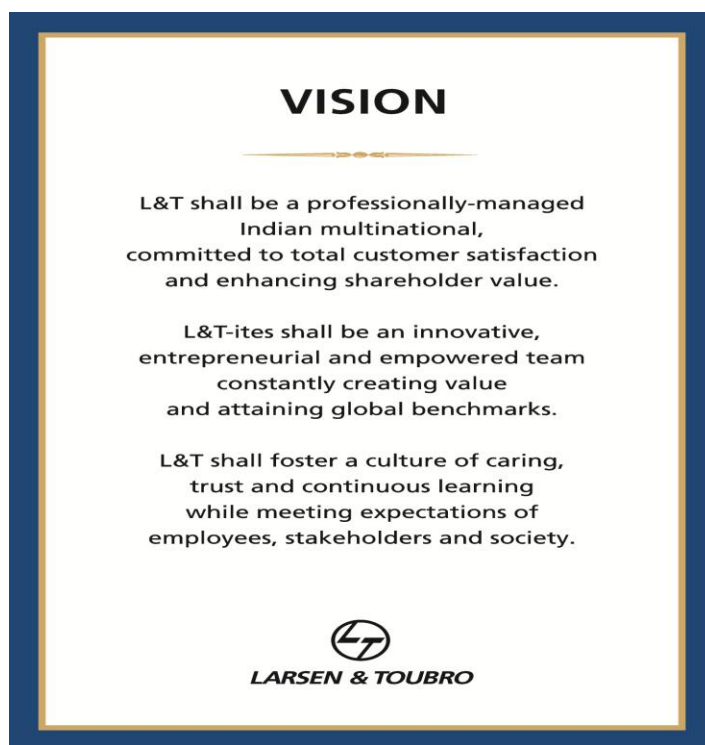 VISION
L&T shall be a professionally-managed
Indian multinational,
committed to total customer satisfaction
and enhancing shareholder value.
L&T-ites shall be an innovative,
entrepreneurial and empowered team
constantly creating value
and attaining global benchmarks.
L&T shall foster a culture of caring,
trust and continuous learning
while meeting expectations of
employees, stakeholders and society.
LT
LARSEN & TOUBRO